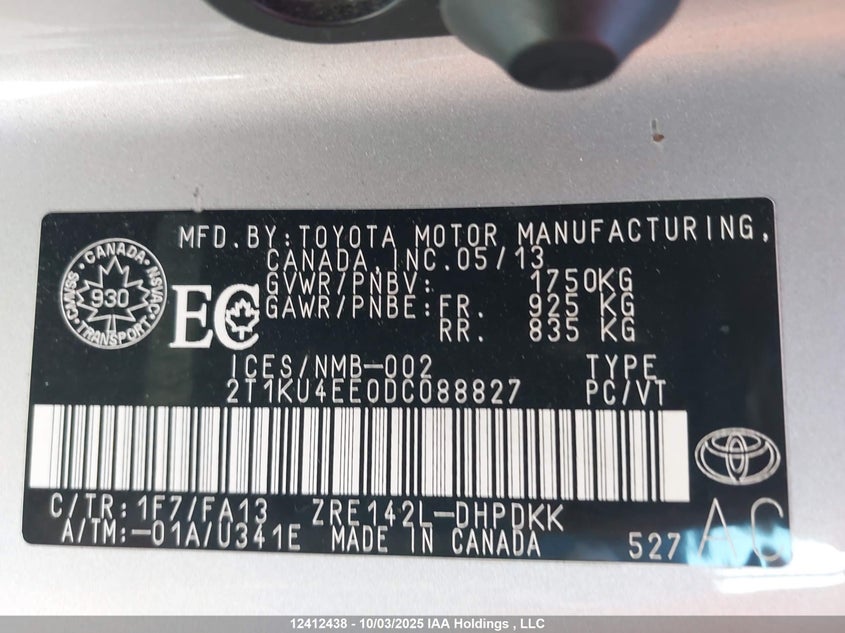 MFD.BY:TOYOTA MOTOR MANUFACTURING,
CANADA,INC.05/13
GVWR/PNBV: 1750KG
GAWR/PNBE:FR. 925 KG
RR. 835 KG
CANADA
CMVSS
930
NSVAC
TRANSPORT
EC
ICES/NMB-002 TYPE
2T1KU4EE0DC088827 PC/VT
C/TR:1F7/FA13 ZRE142L-DHPDKK
A/TM:-01A/U341E MADE IN CANADA 527 AC
12412438 - 10/03/2025 IAA Holdings , LLC